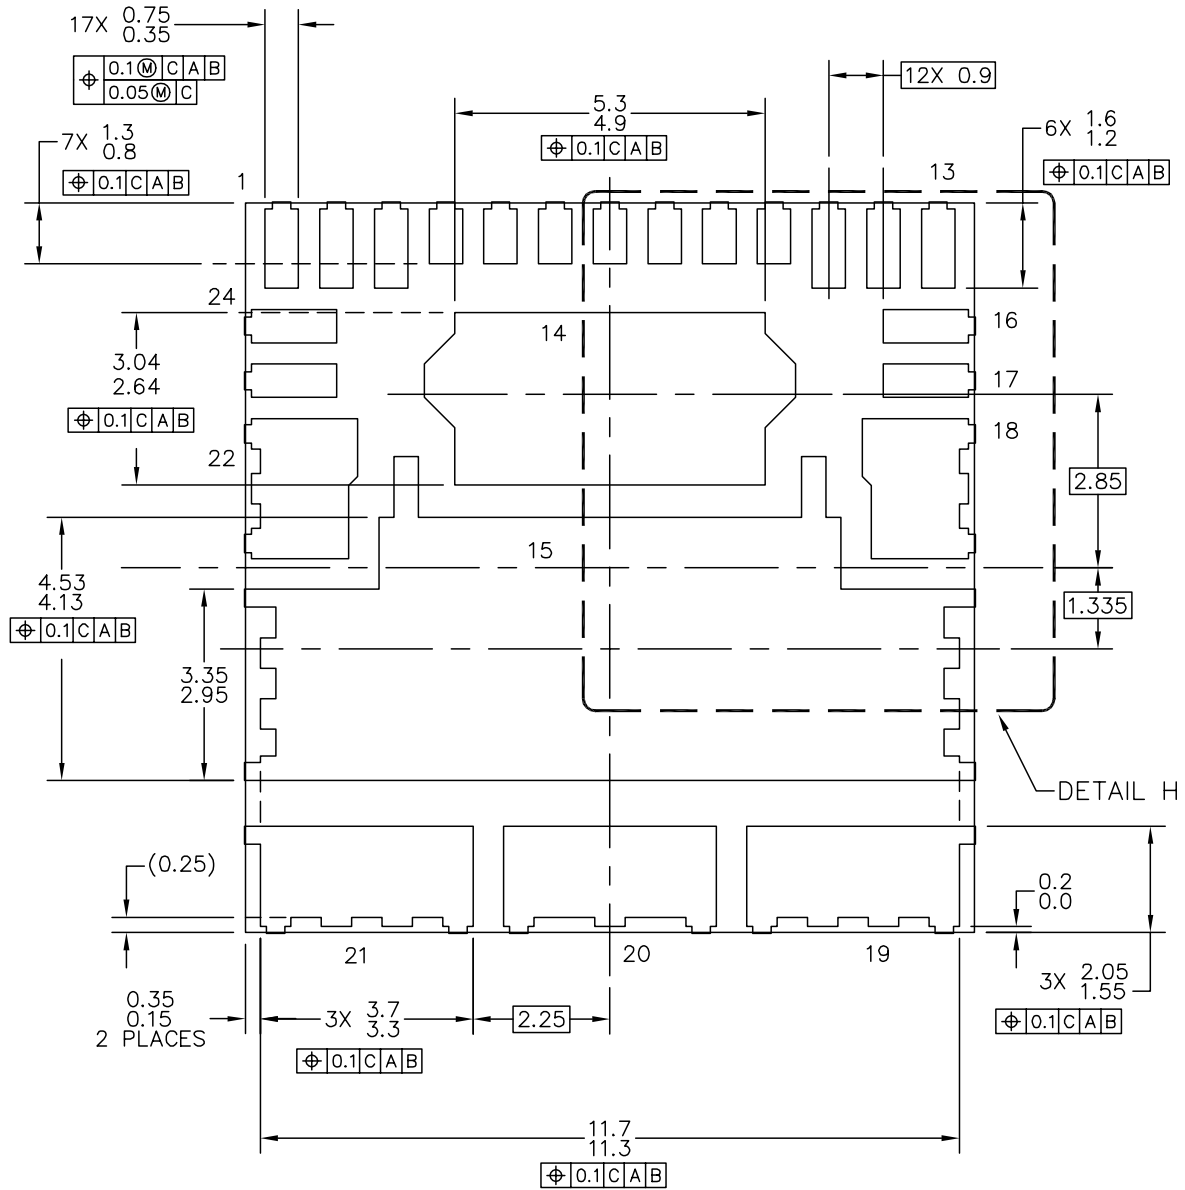 17X 0.75
0.35
⌖ 0.1Ⓜ C A B
0.05Ⓜ C
7X 1.3
0.8
⌖ 0.1 C A B
5.3
4.9
⌖ 0.1 C A B
12X 0.9
6X 1.6
1.2
⌖ 0.1 C A B
1
13
24
14
16
3.04
2.64
⌖ 0.1 C A B
17
22
18
2.85
15
4.53
4.13
⌖ 0.1 C A B
1.335
3.35
2.95
DETAIL H
(0.25)
0.2
0.0
21
20
19
3X 2.05
1.55
⌖ 0.1 C A B
0.35
0.15
2 PLACES
3X 3.7
3.3
⌖ 0.1 C A B
2.25
11.7
11.3
⌖ 0.1 C A B